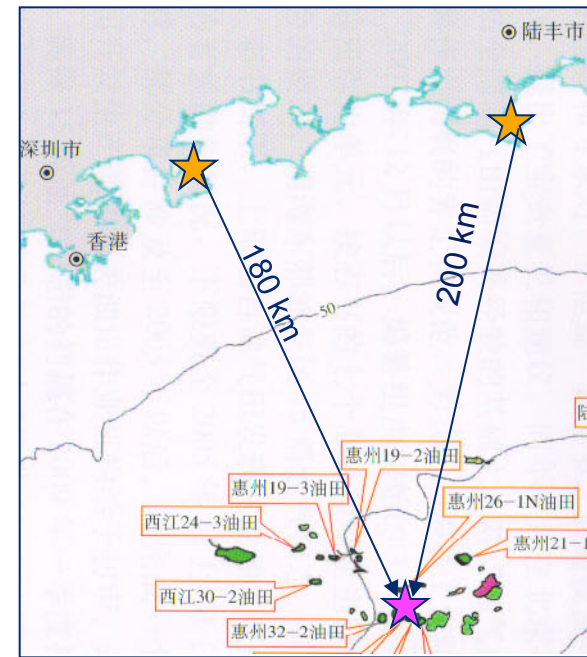 陆丰市
深圳市
香港
180 km
200 km
50
陆
惠州19-2油田
惠州19-3油田
惠州26-1N油田
西江24-3油田
惠州21-1
西江30-2油田
惠州32-2油田